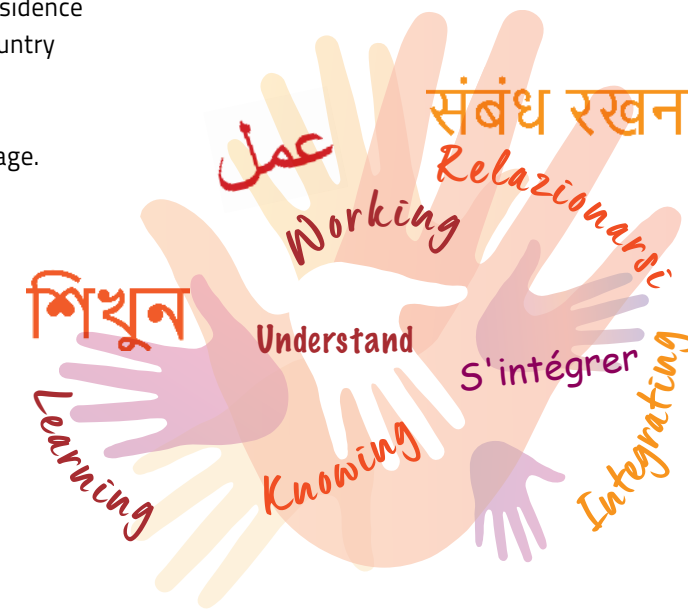 sidence
untry
age.
عمل
संबंध रखन
Relazionarsi
Working
শিখুন
Understand
S'intégrer
Integrating
Learning
Knowing